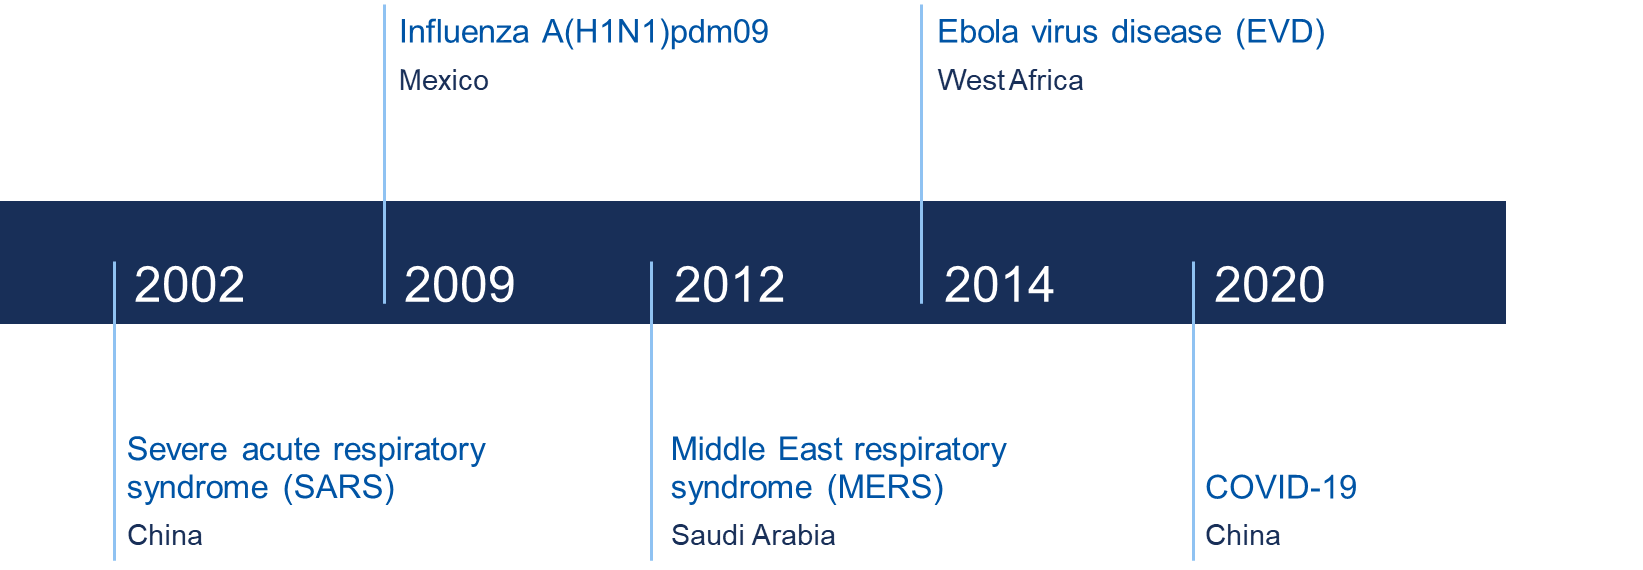 Influenza A(H1N1)pdm09
Mexico
Ebola virus disease (EVD)
West Africa
2002
2009
2012
2014
2020
Severe acute respiratory
syndrome (SARS)
China
Middle East respiratory
syndrome (MERS)
Saudi Arabia
COVID-19
China